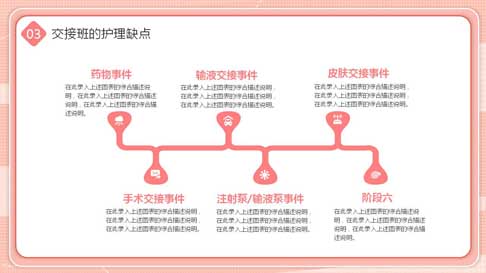 03 交接班的护理缺点
药物事件
在此录入上述图表的综合描述说
明，在此录入上述图表的综合描述
说明，在此录入上述图表的综合描
述说明。
输液交接事件
在此录入上述图表的综合描述说明，
在此录入上述图表的综合描述说明，
在此录入上述图表的综合描述说明。
皮肤交接事件
在此录入上述图表的综合描述说明，
在此录入上述图表的综合描述说明，
在此录入上述图表的综合描述说明。
手术交接事件
在此录入上述图表的综合描述说明，
在此录入上述图表的综合描述说明，
在此录入上述图表的综合描述说明。
注射泵/输液泵事件
在此录入上述图表的综合描述说明，
在此录入上述图表的综合描述说明，
在此录入上述图表的综合描述说明。
阶段六
在此录入上述图表的综合描述说
明，在此录入上述图表的综合描述
说明，在此录入上述图表的综合描
述说明。